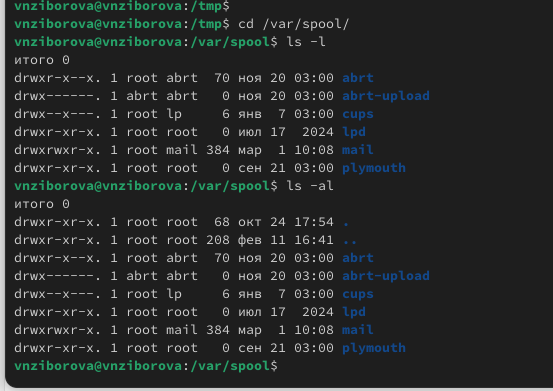 vnziborova@vnziborova:/tmp$
vnziborova@vnziborova:/tmp$ cd /var/spool/
vnziborova@vnziborova:/var/spool$ ls -l
итого 0
drwxr-x--x. 1 root abrt  70 ноя 20 03:00 abrt
drwx------. 1 abrt abrt   0 ноя 20 03:00 abrt-upload
drwx--x---. 1 root lp     6 янв  7 03:00 cups
drwxr-xr-x. 1 root root   0 июл 17  2024 lpd
drwxrwxr-x. 1 root mail 384 мар  1 10:08 mail
drwxr-xr-x. 1 root root   0 сен 21 03:00 plymouth
vnziborova@vnziborova:/var/spool$ ls -al
итого 0
drwxr-xr-x. 1 root root  68 окт 24 17:54 .
drwxr-xr-x. 1 root root 208 фев 11 16:41 ..
drwxr-x--x. 1 root abrt  70 ноя 20 03:00 abrt
drwx------. 1 abrt abrt   0 ноя 20 03:00 abrt-upload
drwx--x---. 1 root lp     6 янв  7 03:00 cups
drwxr-xr-x. 1 root root   0 июл 17  2024 lpd
drwxrwxr-x. 1 root mail 384 мар  1 10:08 mail
drwxr-xr-x. 1 root root   0 сен 21 03:00 plymouth
vnziborova@vnziborova:/var/spool$